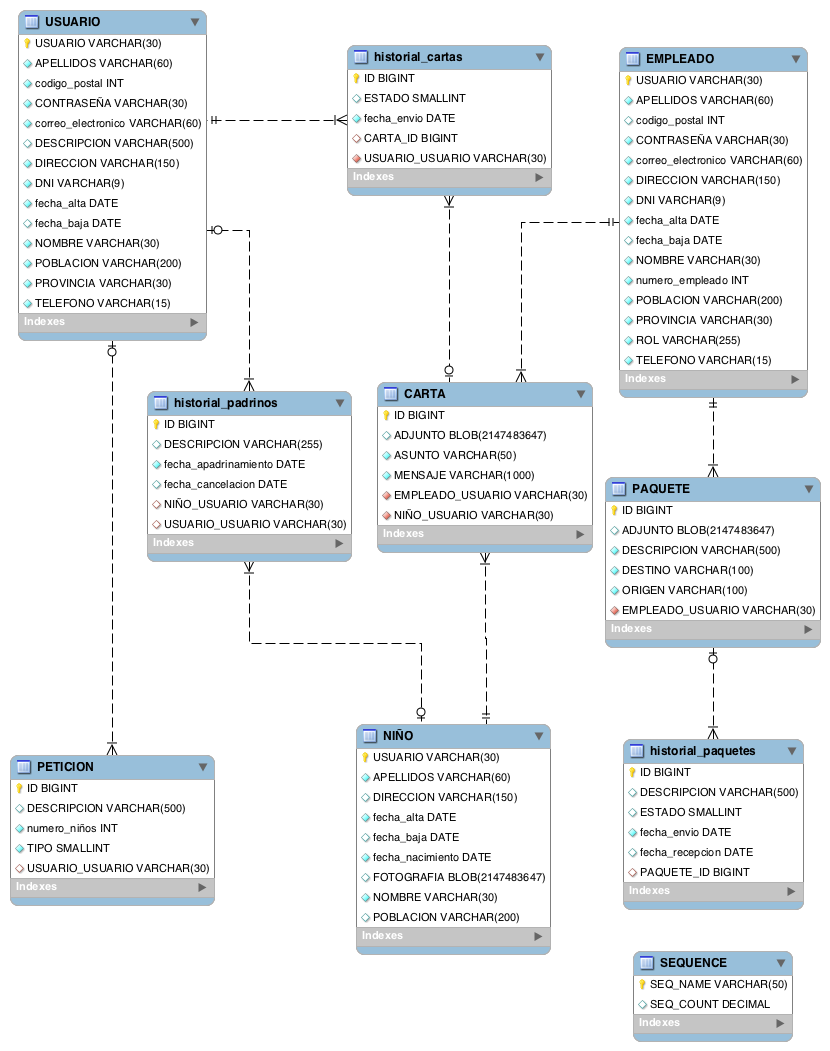 USUARIO
USUARIO VARCHAR(30)
APELLIDOS VARCHAR(60)
codigo_postal INT
CONTRASEÑA VARCHAR(30)
correo_electronico VARCHAR(60)
DESCRIPCION VARCHAR(500)
DIRECCION VARCHAR(150)
DNI VARCHAR(9)
fecha_alta DATE
fecha_baja DATE
NOMBRE VARCHAR(30)
POBLACION VARCHAR(200)
PROVINCIA VARCHAR(30)
TELEFONO VARCHAR(15)
Indexes
historial_cartas
ID BIGINT
ESTADO SMALLINT
fecha_envio DATE
CARTA_ID BIGINT
USUARIO_USUARIO VARCHAR(30)
Indexes
EMPLEADO
USUARIO VARCHAR(30)
APELLIDOS VARCHAR(60)
codigo_postal INT
CONTRASEÑA VARCHAR(30)
correo_electronico VARCHAR(60)
DIRECCION VARCHAR(150)
DNI VARCHAR(9)
fecha_alta DATE
fecha_baja DATE
NOMBRE VARCHAR(30)
numero_empleado INT
POBLACION VARCHAR(200)
PROVINCIA VARCHAR(30)
ROL VARCHAR(255)
TELEFONO VARCHAR(15)
Indexes
historial_padrinos
ID BIGINT
DESCRIPCION VARCHAR(255)
fecha_apadrinamiento DATE
fecha_cancelacion DATE
NIÑO_USUARIO VARCHAR(30)
USUARIO_USUARIO VARCHAR(30)
Indexes
CARTA
ID BIGINT
ADJUNTO BLOB(2147483647)
ASUNTO VARCHAR(50)
MENSAJE VARCHAR(1000)
EMPLEADO_USUARIO VARCHAR(30)
NIÑO_USUARIO VARCHAR(30)
Indexes
PAQUETE
ID BIGINT
ADJUNTO BLOB(2147483647)
DESCRIPCION VARCHAR(500)
DESTINO VARCHAR(100)
ORIGEN VARCHAR(100)
EMPLEADO_USUARIO VARCHAR(30)
Indexes
PETICION
ID BIGINT
DESCRIPCION VARCHAR(500)
numero_niños INT
TIPO SMALLINT
USUARIO_USUARIO VARCHAR(30)
Indexes
NIÑO
USUARIO VARCHAR(30)
APELLIDOS VARCHAR(60)
DIRECCION VARCHAR(150)
fecha_alta DATE
fecha_baja DATE
fecha_nacimiento DATE
FOTOGRAFIA BLOB(2147483647)
NOMBRE VARCHAR(30)
POBLACION VARCHAR(200)
Indexes
historial_paquetes
ID BIGINT
DESCRIPCION VARCHAR(500)
ESTADO SMALLINT
fecha_envio DATE
fecha_recepcion DATE
PAQUETE_ID BIGINT
Indexes
SEQUENCE
SEQ_NAME VARCHAR(50)
SEQ_COUNT DECIMAL
Indexes